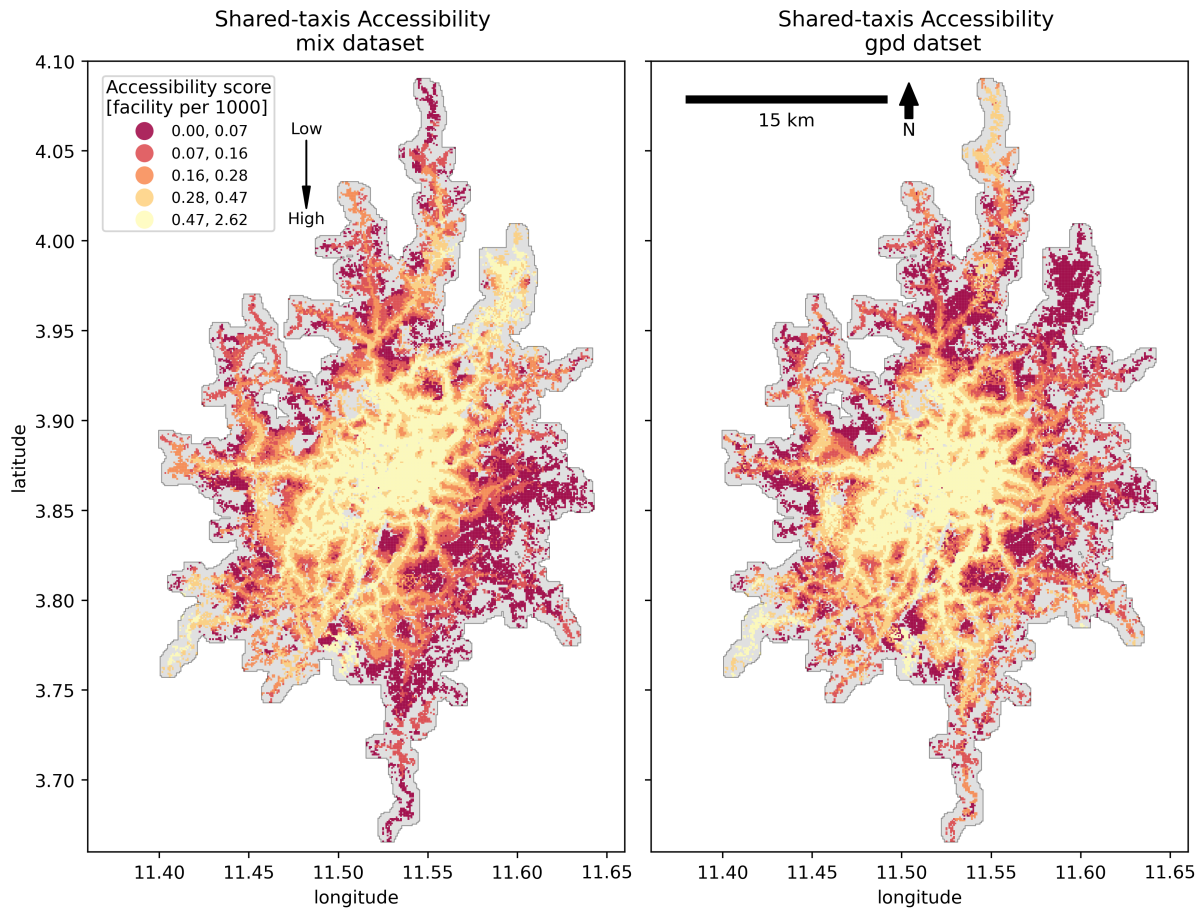 Shared-taxis Accessibility
mix dataset
Shared-taxis Accessibility
gpd datset
Accessibility score
[facility per 1000]
0.00, 0.07
0.07, 0.16
0.16, 0.28
0.28, 0.47
0.47, 2.62
Low
High
15 km
N
4.10
4.05
4.00
3.95
3.90
3.85
3.80
3.75
3.70
latitude
11.40 11.45 11.50 11.55 11.60 11.65
longitude
11.40 11.45 11.50 11.55 11.60 11.65
longitude